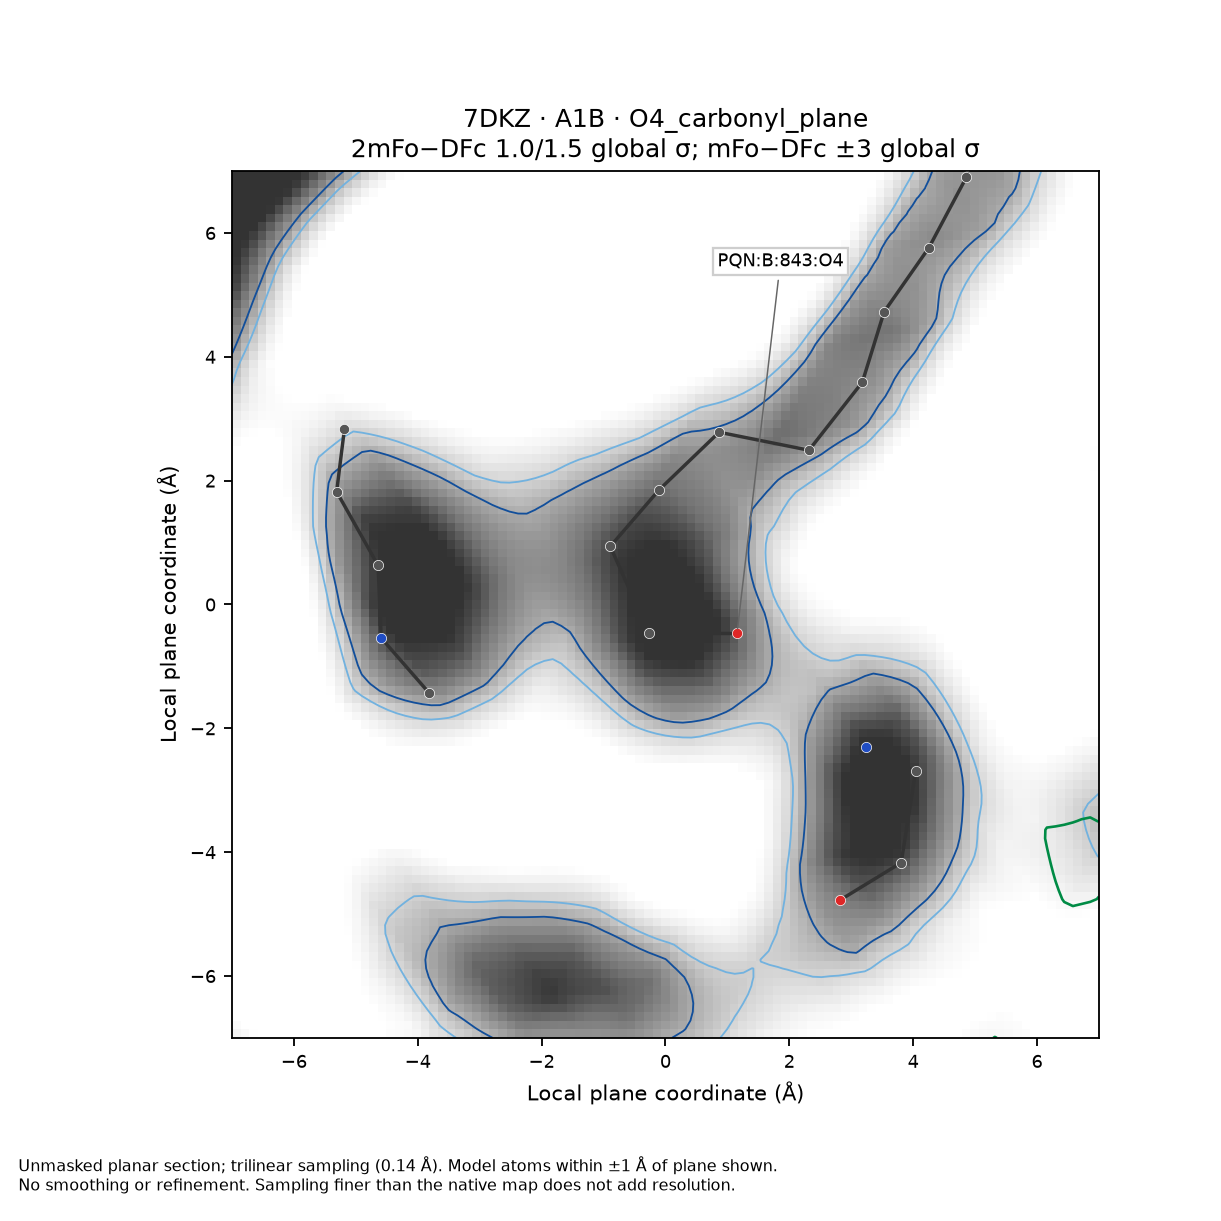 7DKZ · A1B · O4_carbonyl_plane
2mFo−DFc 1.0/1.5 global σ; mFo−DFc ±3 global σ
PQN:B:843:O4
6
4
2
0
−2
−4
−6
Local plane coordinate (Å)
−6
−4
−2
0
2
4
6
Local plane coordinate (Å)
Unmasked planar section; trilinear sampling (0.14 Å). Model atoms within ±1 Å of plane shown.
No smoothing or refinement. Sampling finer than the native map does not add resolution.